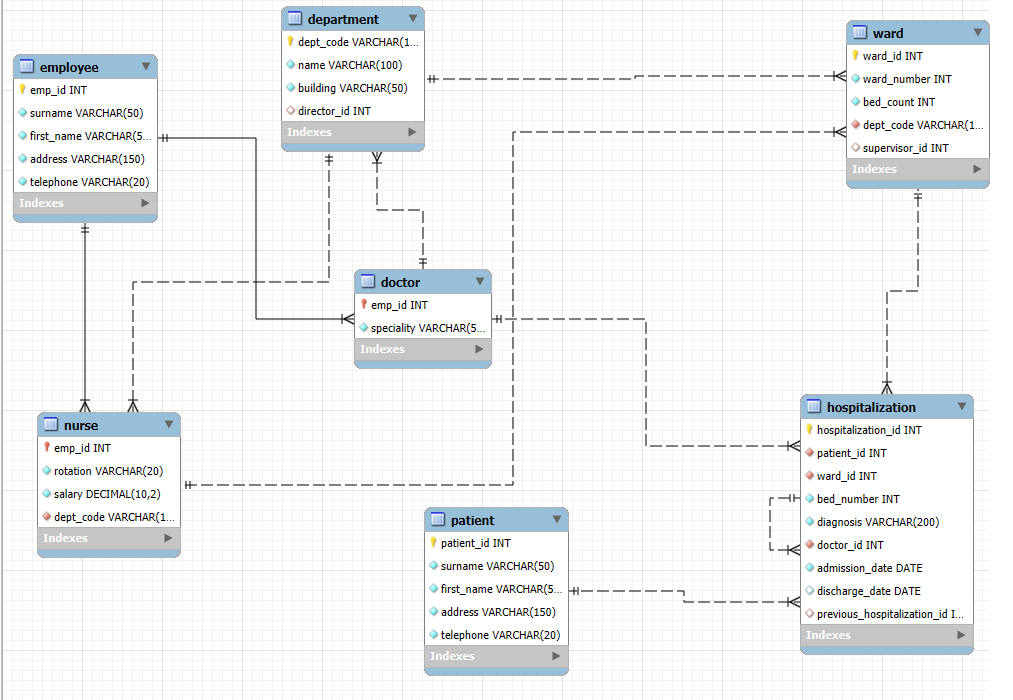 employee
emp_id INT
surname VARCHAR(50)
first_name VARCHAR(5...
address VARCHAR(150)
telephone VARCHAR(20)
Indexes
department
dept_code VARCHAR(1...
name VARCHAR(100)
building VARCHAR(50)
director_id INT
Indexes
ward
ward_id INT
ward_number INT
bed_count INT
dept_code VARCHAR(1...
supervisor_id INT
Indexes
doctor
emp_id INT
speciality VARCHAR(5...
Indexes
nurse
emp_id INT
rotation VARCHAR(20)
salary DECIMAL(10,2)
dept_code VARCHAR(1...
Indexes
patient
patient_id INT
surname VARCHAR(50)
first_name VARCHAR(5...
address VARCHAR(150)
telephone VARCHAR(20)
Indexes
hospitalization
hospitalization_id INT
patient_id INT
ward_id INT
bed_number INT
diagnosis VARCHAR(200)
doctor_id INT
admission_date DATE
discharge_date DATE
previous_hospitalization_id I...
Indexes